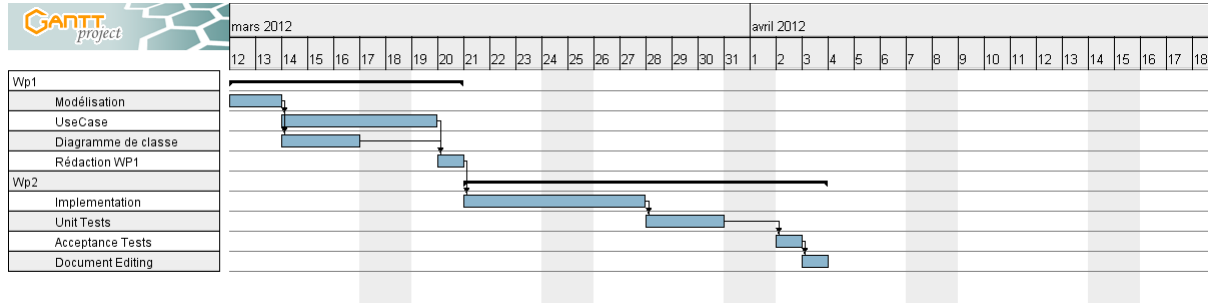 GANTT
project
mars 2012 avril 2012
12 13 14 15 16 17 18 19 20 21 22 23 24 25 26 27 28 29 30 31 1 2 3 4 5 6 7 8 9 10 11 12 13 14 15 16 17 18
Wp1
Modélisation
UseCase
Diagramme de classe
Rédaction WP1
Wp2
Implementation
Unit Tests
Acceptance Tests
Document Editing